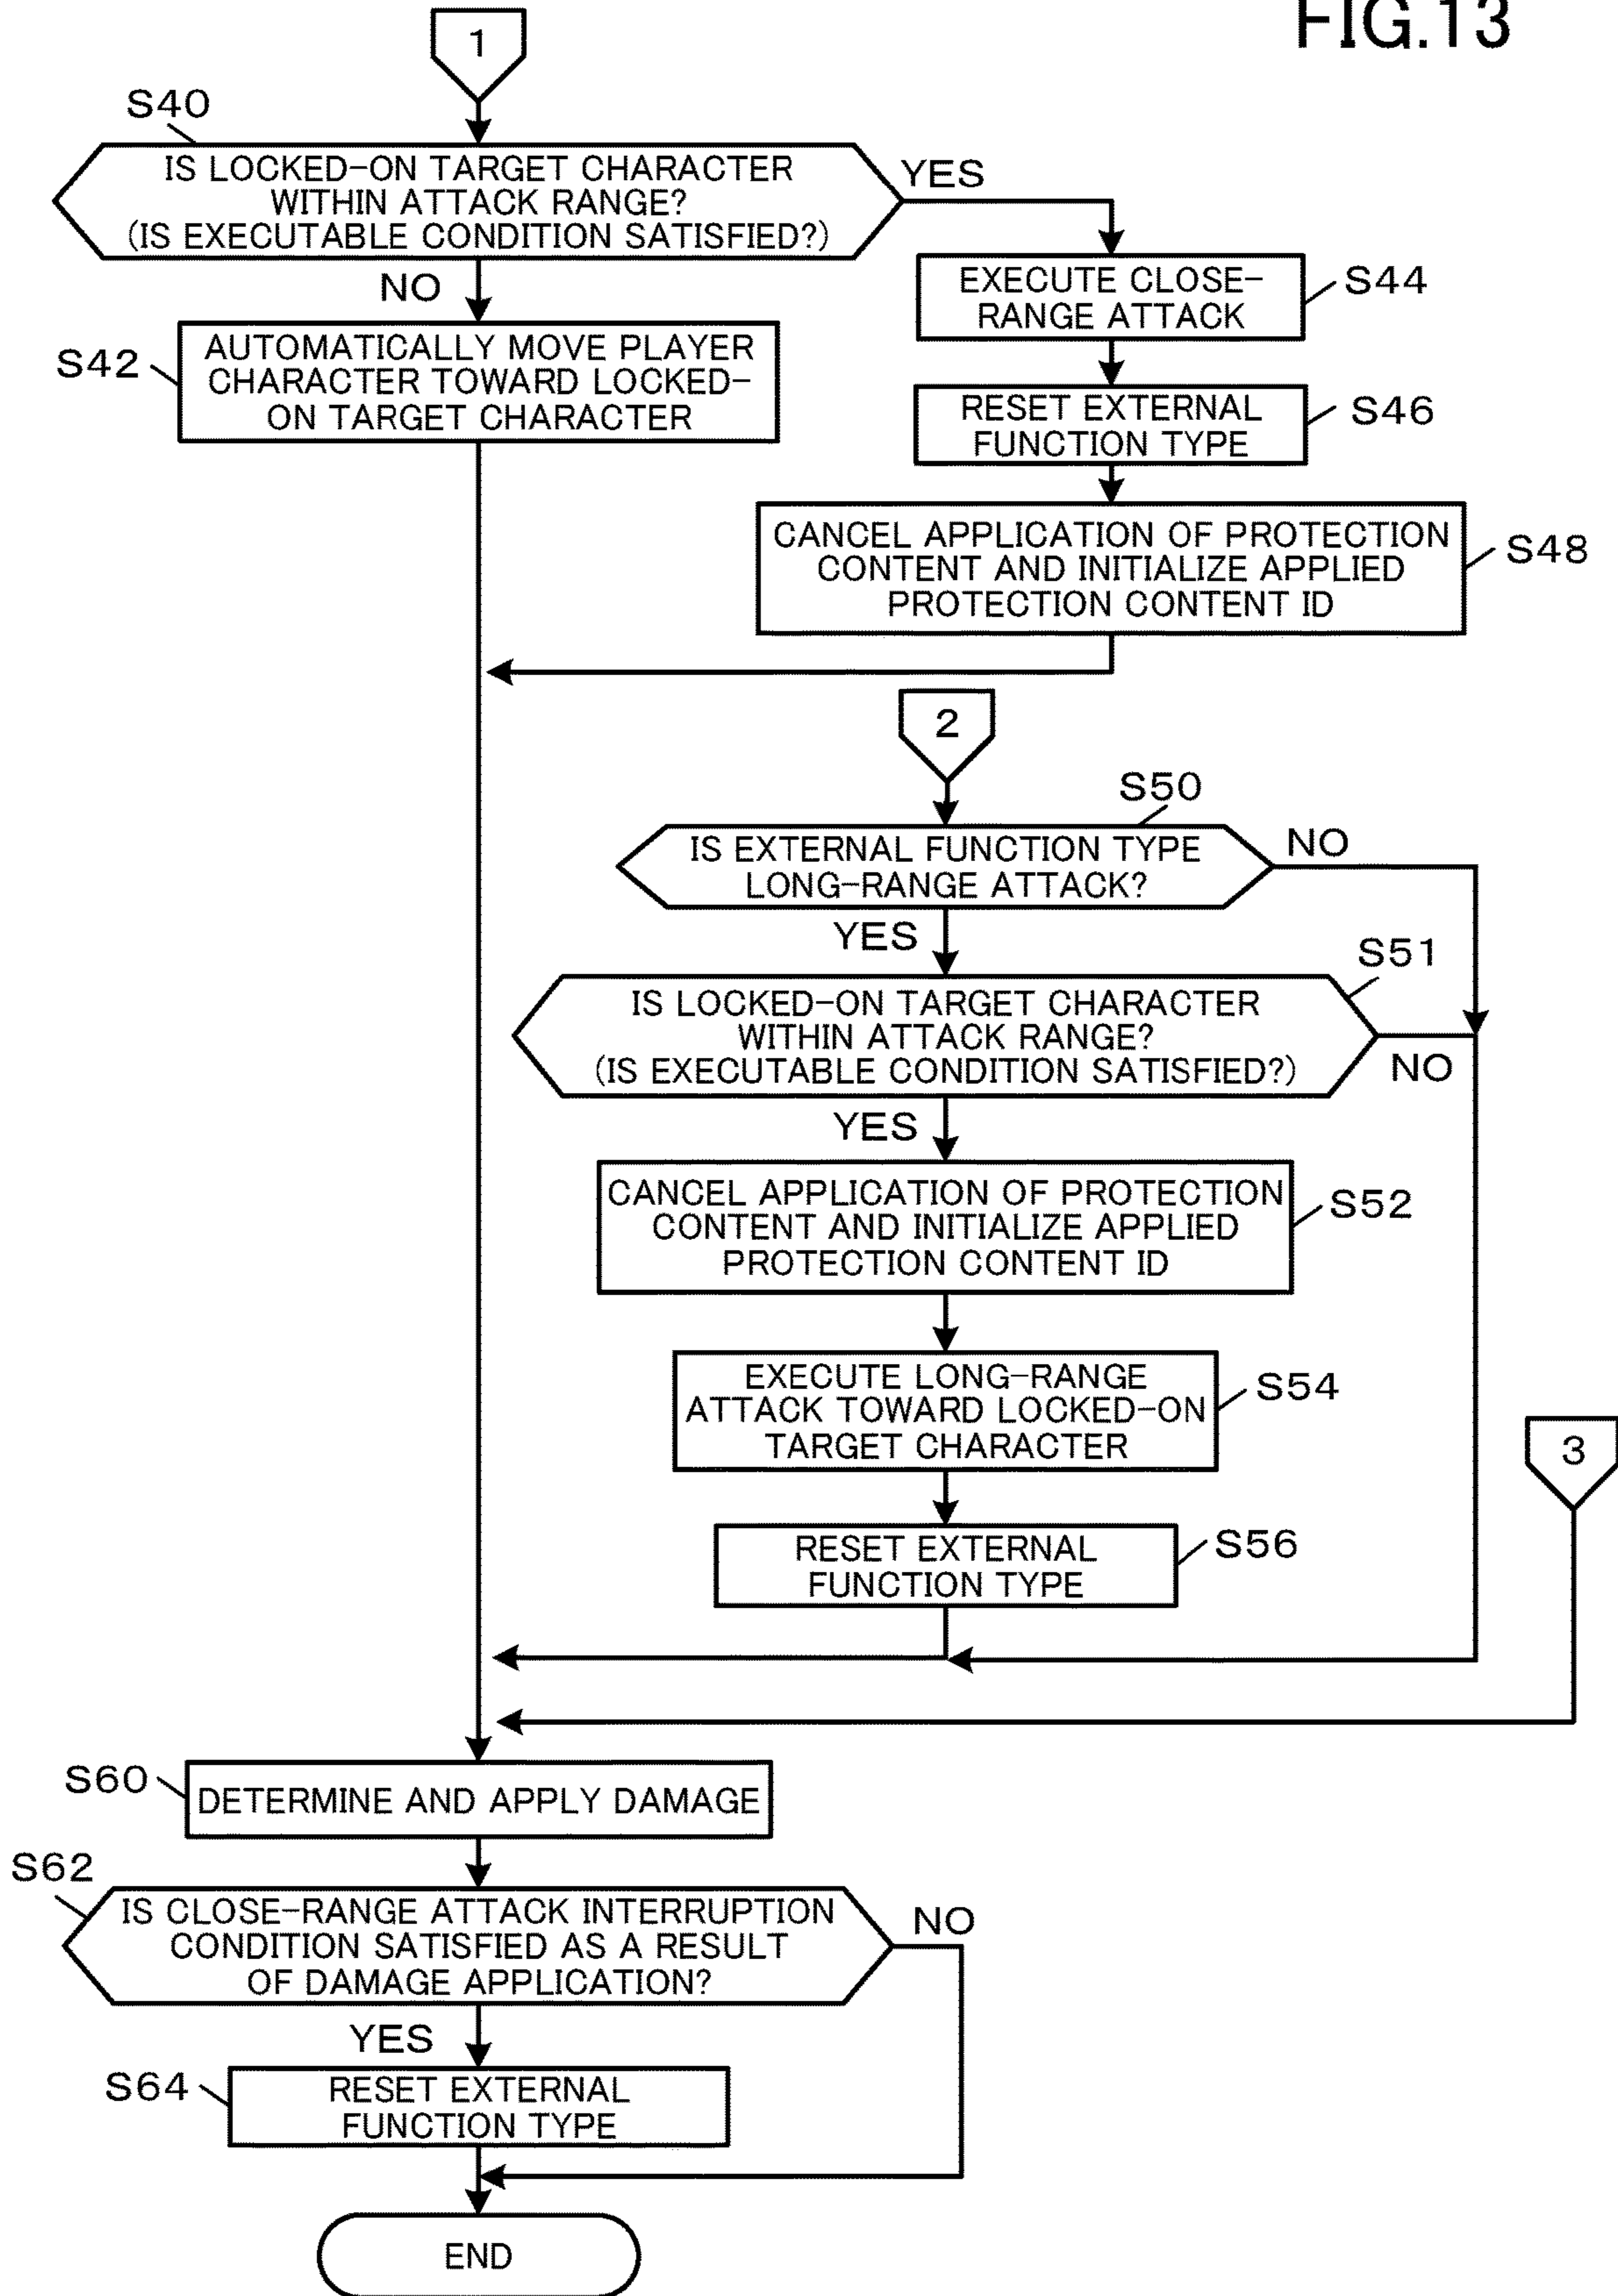 FIG.13
1
S40
IS LOCKED-ON TARGET CHARACTER
WITHIN ATTACK RANGE?
(IS EXECUTABLE CONDITION SATISFIED?)
YES
NO
EXECUTE CLOSE-
RANGE ATTACK
S44
S42
AUTOMATICALLY MOVE PLAYER
CHARACTER TOWARD LOCKED-
ON TARGET CHARACTER
RESET EXTERNAL
FUNCTION TYPE
S46
CANCEL APPLICATION OF PROTECTION
CONTENT AND INITIALIZE APPLIED
PROTECTION CONTENT ID
S48
2
S50
IS EXTERNAL FUNCTION TYPE
LONG-RANGE ATTACK?
NO
YES
S51
IS LOCKED-ON TARGET CHARACTER
WITHIN ATTACK RANGE?
(IS EXECUTABLE CONDITION SATISFIED?)
NO
YES
CANCEL APPLICATION OF PROTECTION
CONTENT AND INITIALIZE APPLIED
PROTECTION CONTENT ID
S52
EXECUTE LONG-RANGE
ATTACK TOWARD LOCKED-ON
TARGET CHARACTER
S54
3
RESET EXTERNAL
FUNCTION TYPE
S56
S60
DETERMINE AND APPLY DAMAGE
S62
IS CLOSE-RANGE ATTACK INTERRUPTION
CONDITION SATISFIED AS A RESULT
OF DAMAGE APPLICATION?
NO
YES
S64
RESET EXTERNAL
FUNCTION TYPE
END